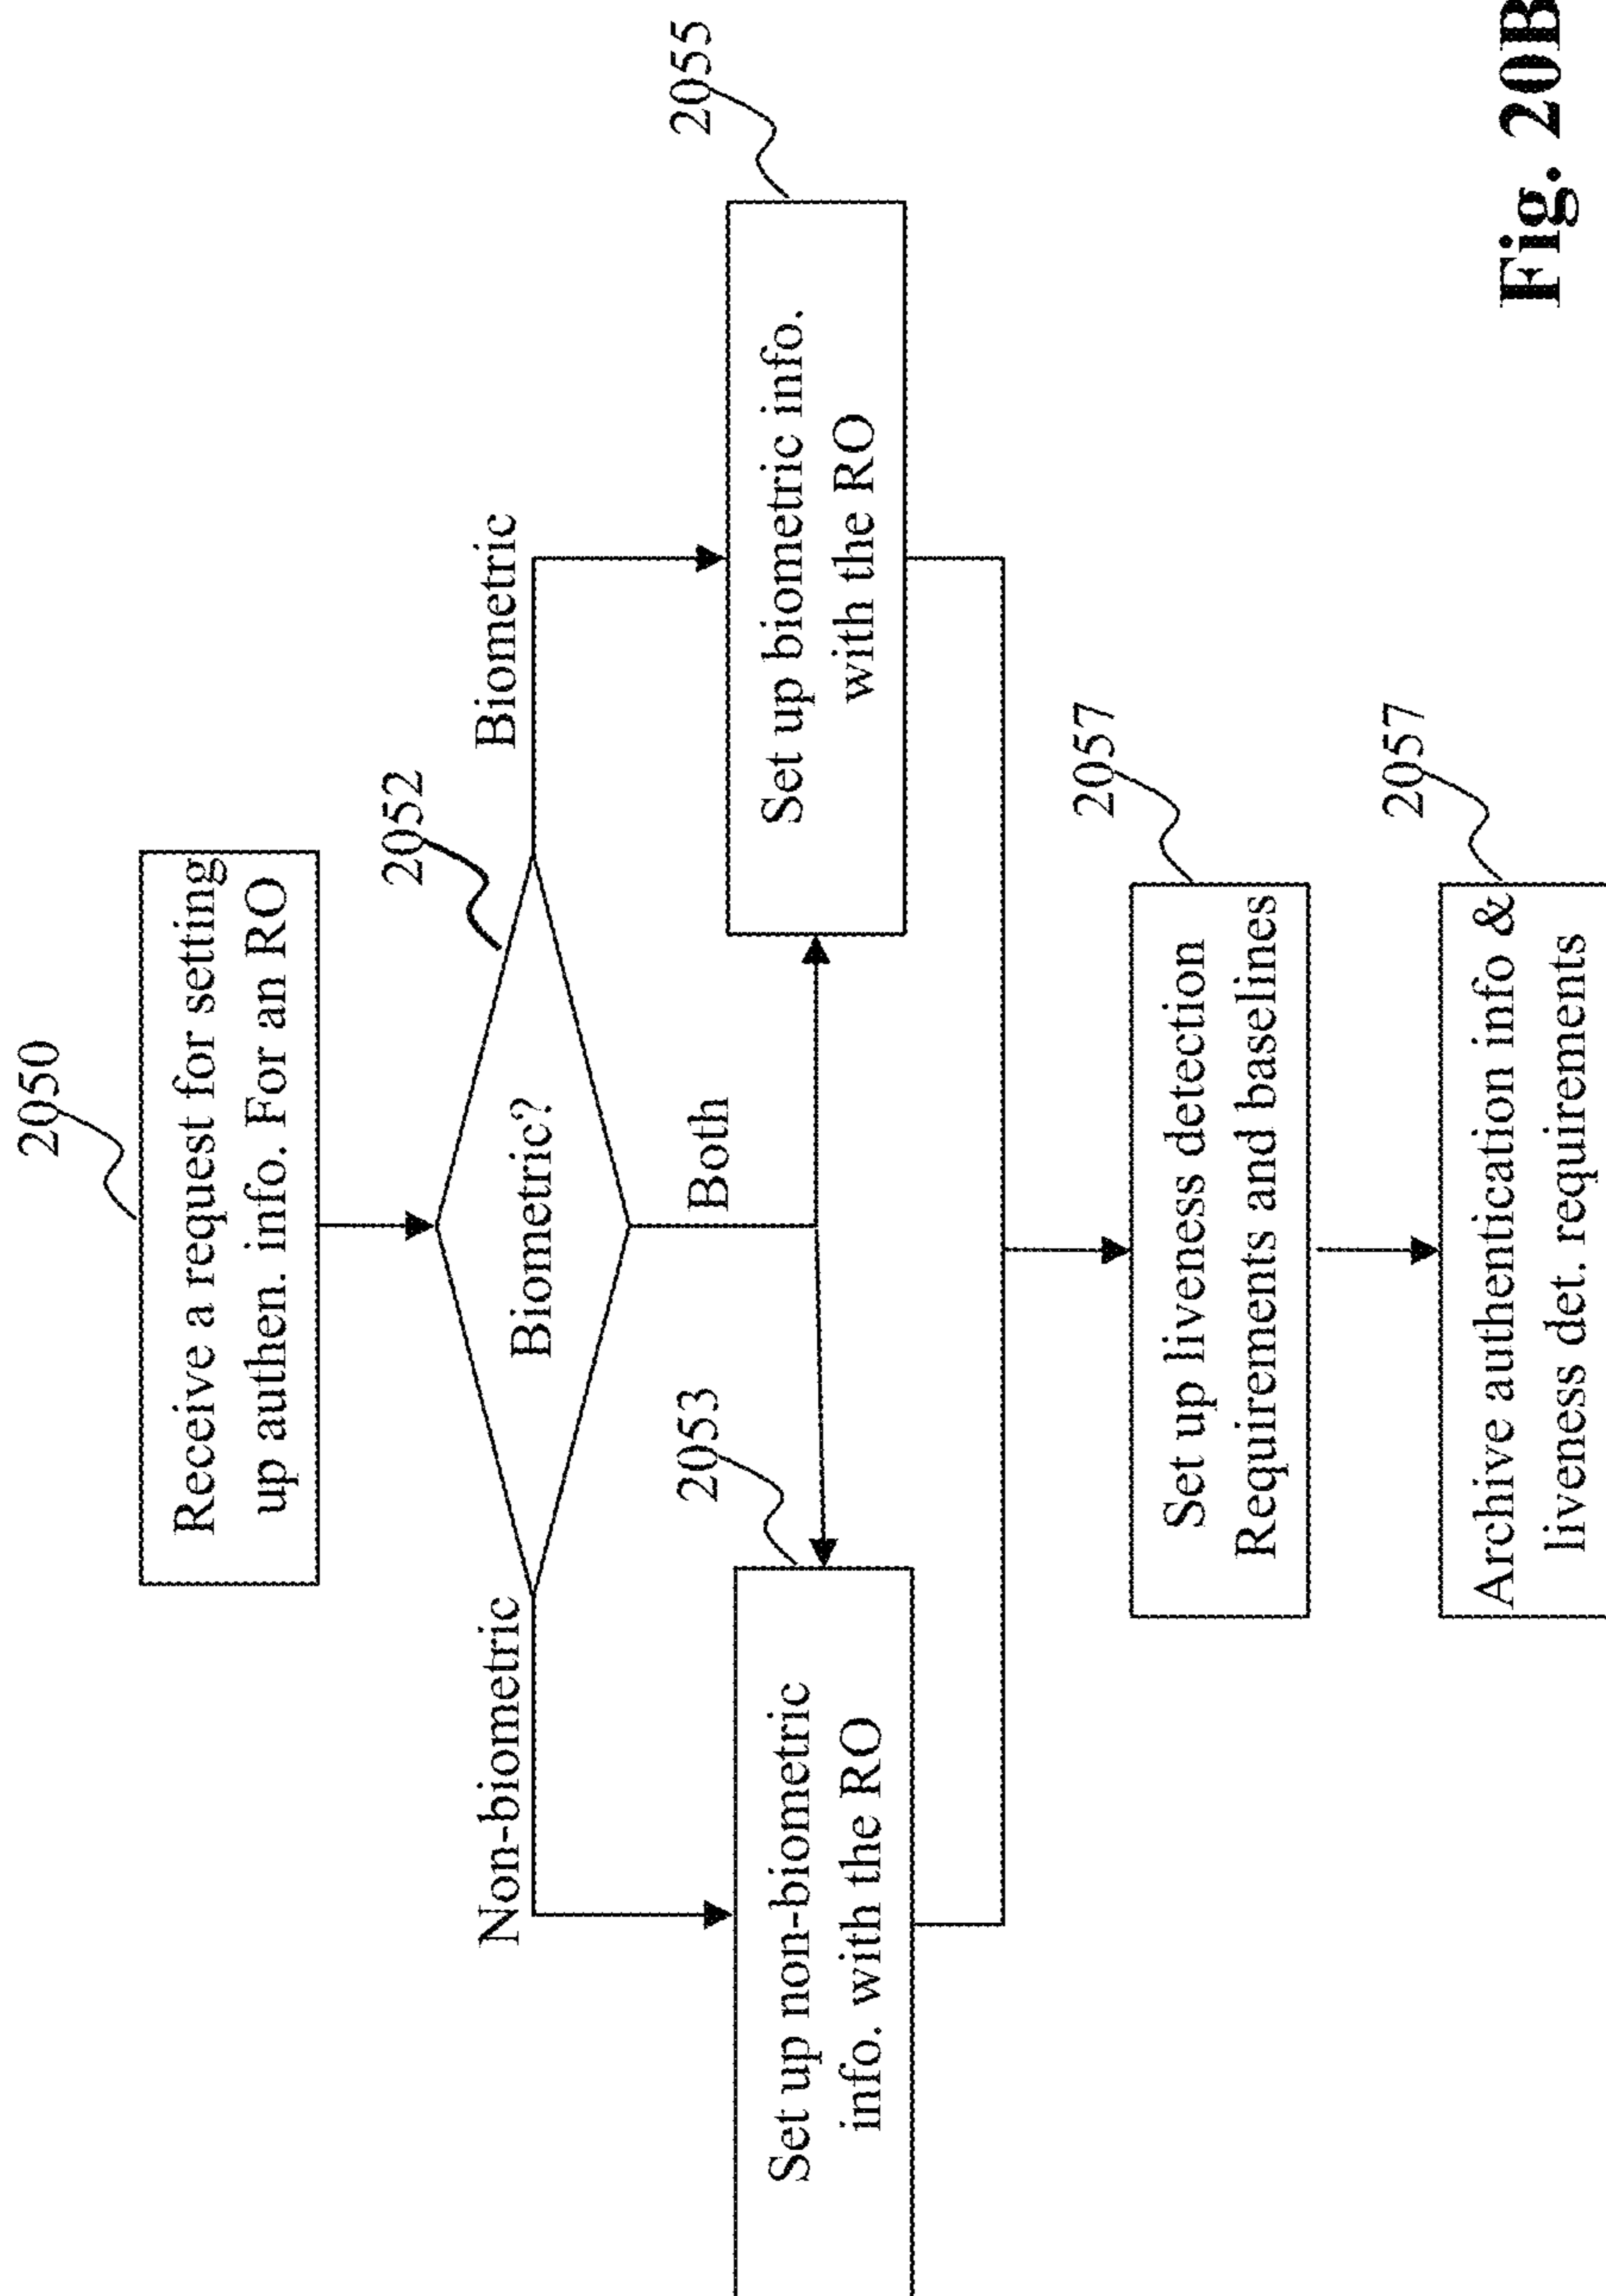 2050
Receive a request for setting
up authen. info. For an RO
2052
Non-biometric
Biometric?
Biometric
Both
2053
2055
Set up non-biometric
info. with the RO
Set up biometric info.
with the RO
2057
Set up liveness detection
Requirements and baselines
2057
Archive authentication info &
liveness det. requirements
Fig. 20B